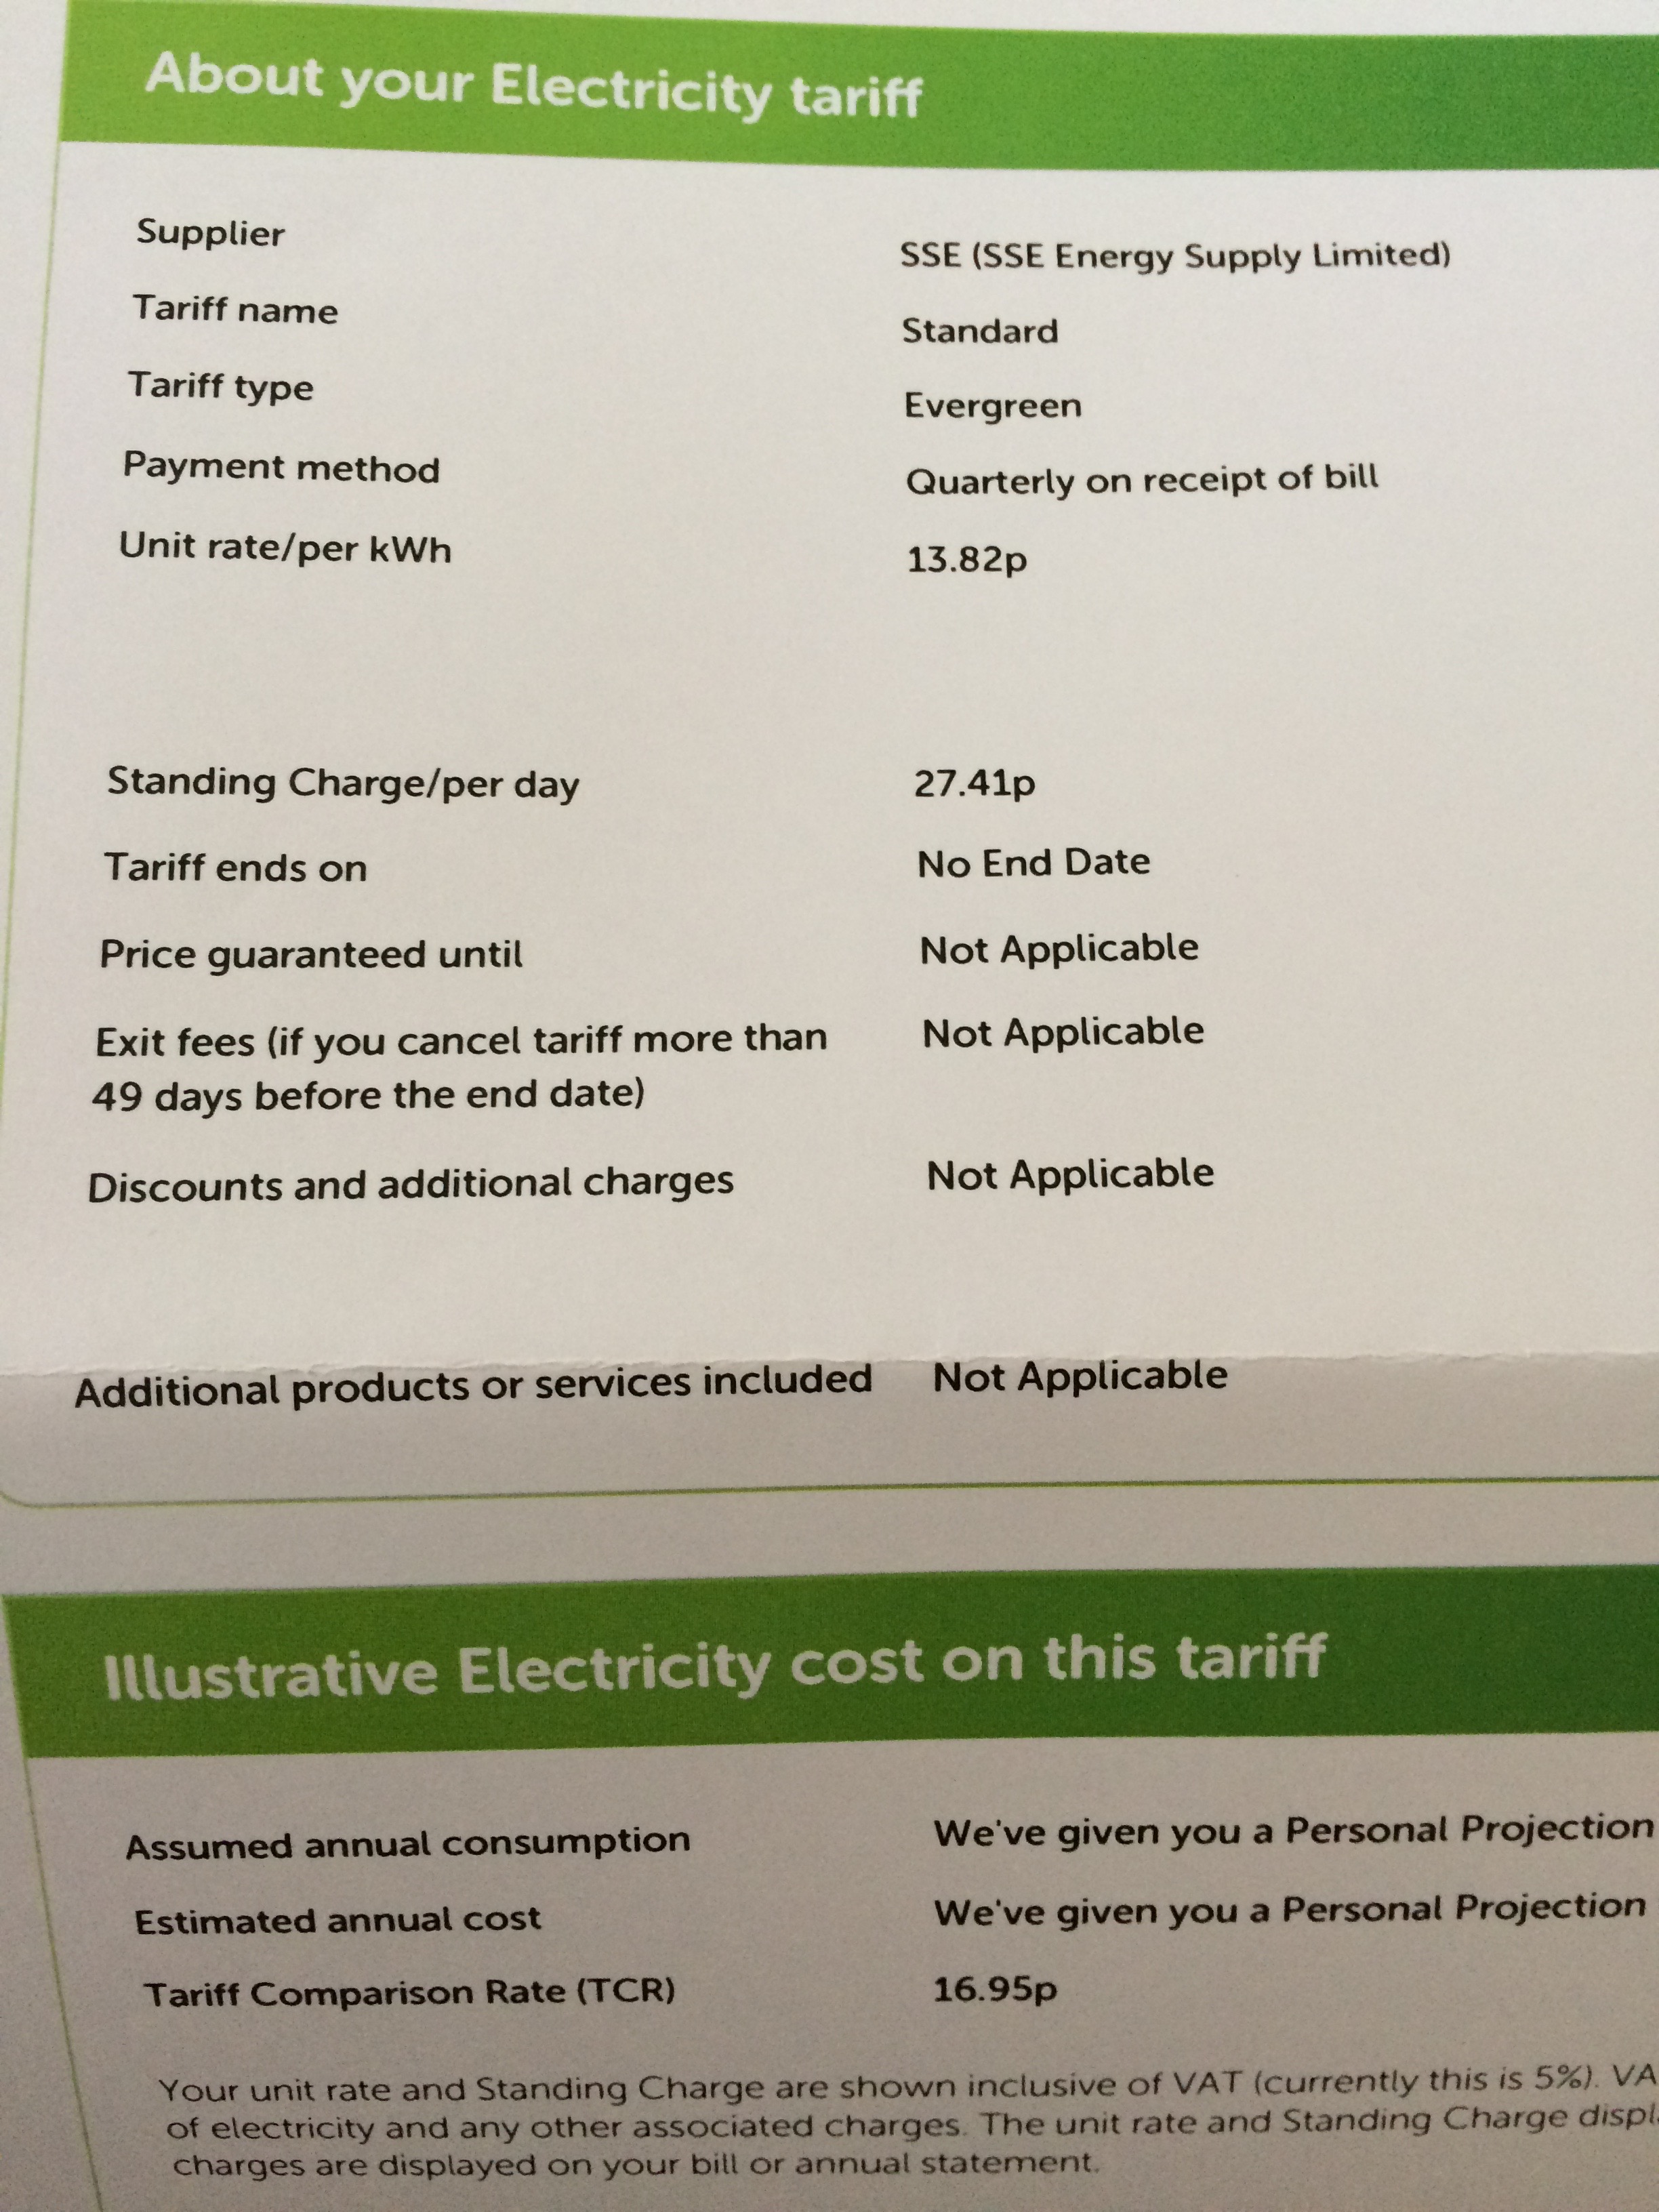 About your Electricity tariff
Supplier SSE (SSE Energy Supply Limited)
Tariff name Standard
Tariff type Evergreen
Payment method Quarterly on receipt of bill
Unit rate/per kWh 13.82p
Standing Charge/per day 27.41p
Tariff ends on No End Date
Price guaranteed until Not Applicable
Exit fees (if you cancel tariff more than Not Applicable
49 days before the end date)
Discounts and additional charges Not Applicable
Additional products or services included Not Applicable
Illustrative Electricity cost on this tariff
Assumed annual consumption We've given you a Personal Projection
Estimated annual cost We've given you a Personal Projection
Tariff Comparison Rate (TCR) 16.95p
Your unit rate and Standing Charge are shown inclusive of VAT (currently this is 5%).
of electricity and any other associated charges. The unit rate and Standing Charge
charges are displayed on your bill or annual statement.